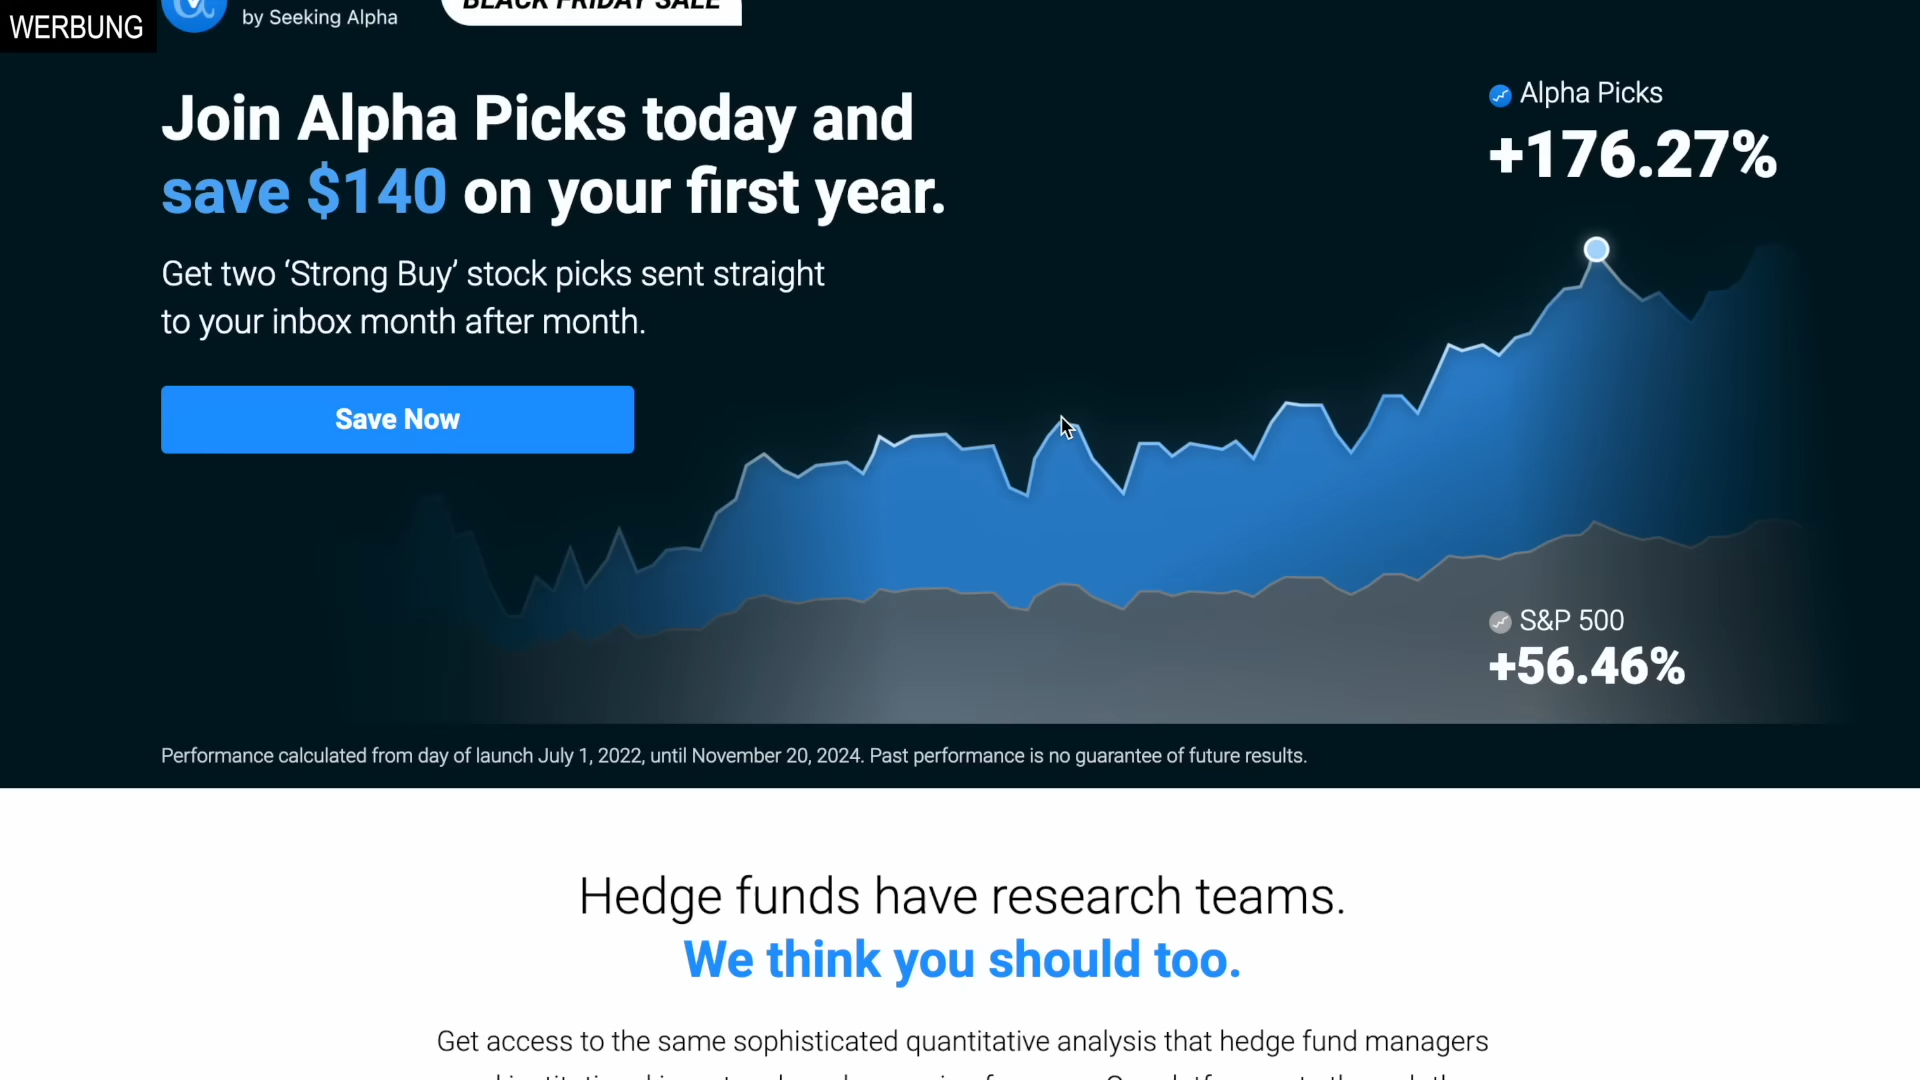 WERBUNG
by Seeking Alpha
BLACK FRIDAY SALE
Join Alpha Picks today and
save $140 on your first year.
Get two ‘Strong Buy’ stock picks sent straight
to your inbox month after month.
Save Now
Alpha Picks
+176.27%
S&P 500
+56.46%
Performance calculated from day of launch July 1, 2022, until November 20, 2024. Past performance is no guarantee of future results.
Hedge funds have research teams.
We think you should too.
Get access to the same sophisticated quantitative analysis that hedge fund managers